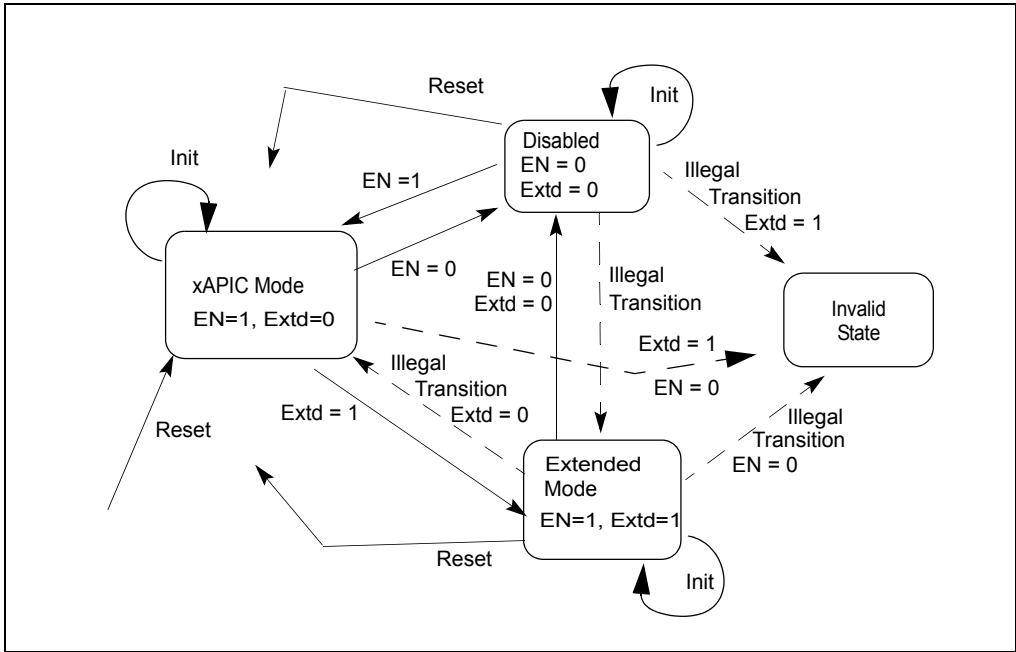 Reset
Init
Disabled
EN = 0
Extd = 0
Init
EN =1
Illegal
Transition
Extd = 1
xAPIC Mode
EN=1, Extd=0
EN = 0
EN = 0
Extd = 0
Illegal
Transition
Invalid
State
Extd = 1
EN = 0
Illegal
Transition
Extd = 0
Extd = 1
Reset
Illegal
Transition
EN = 0
Extended
Mode
EN=1, Extd=1
Reset
Init